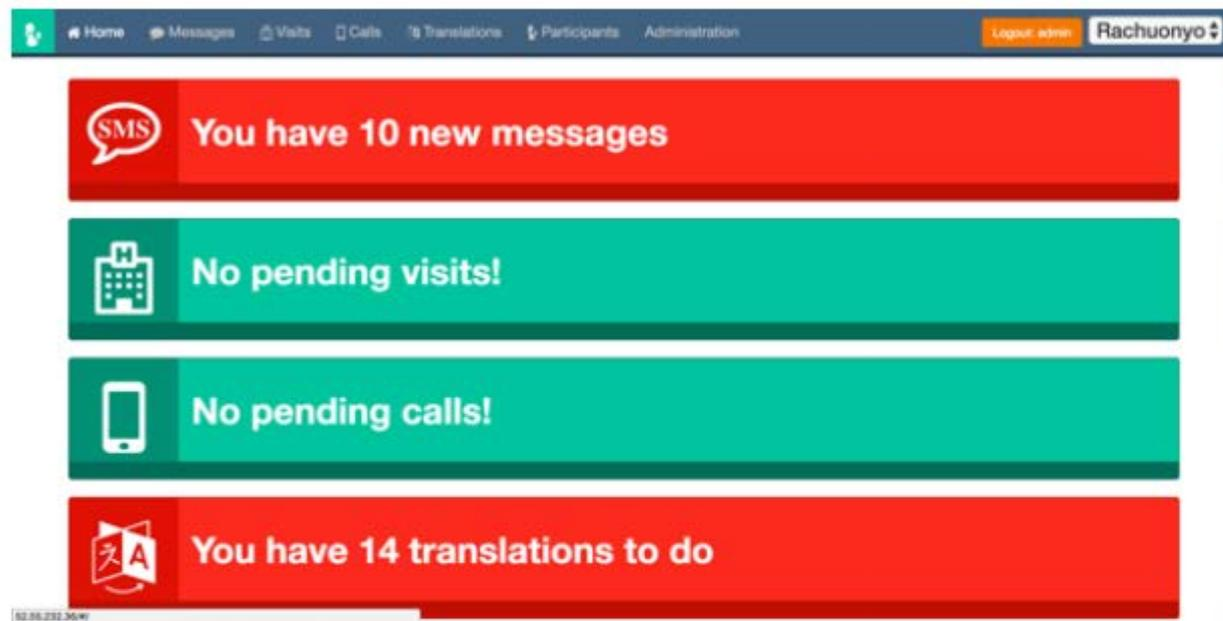 Home Messages Visits Calls Translations Participants Administration Logout: admin Rachuonyo
SMS
You have 10 new messages
H
No pending visits!
No pending calls!
A
You have 14 translations to do